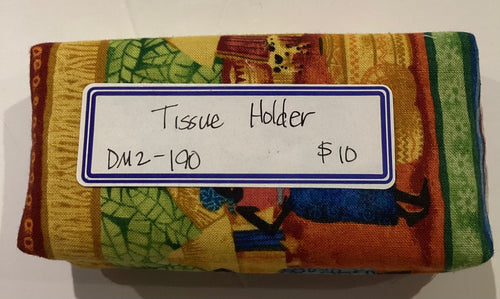 Tissue Holder
DM2-190 $10